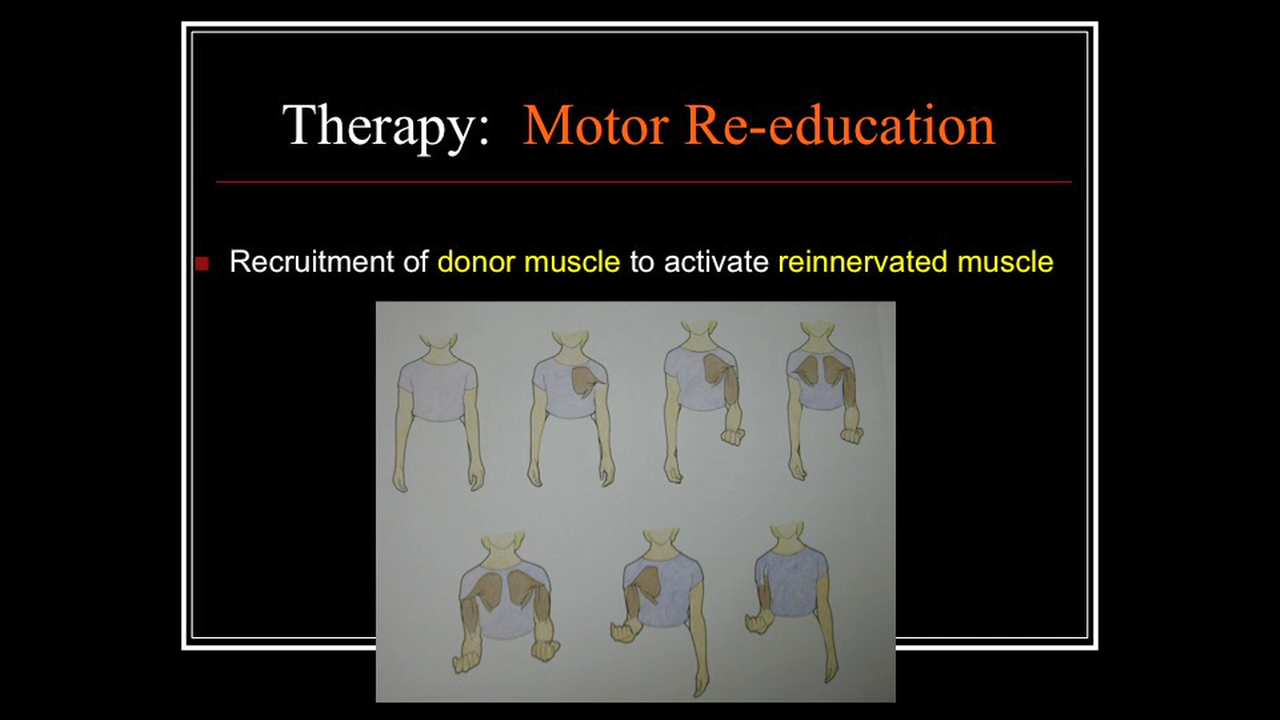 Therapy: Motor Re-education
Recruitment of donor muscle to activate reinnervated muscle